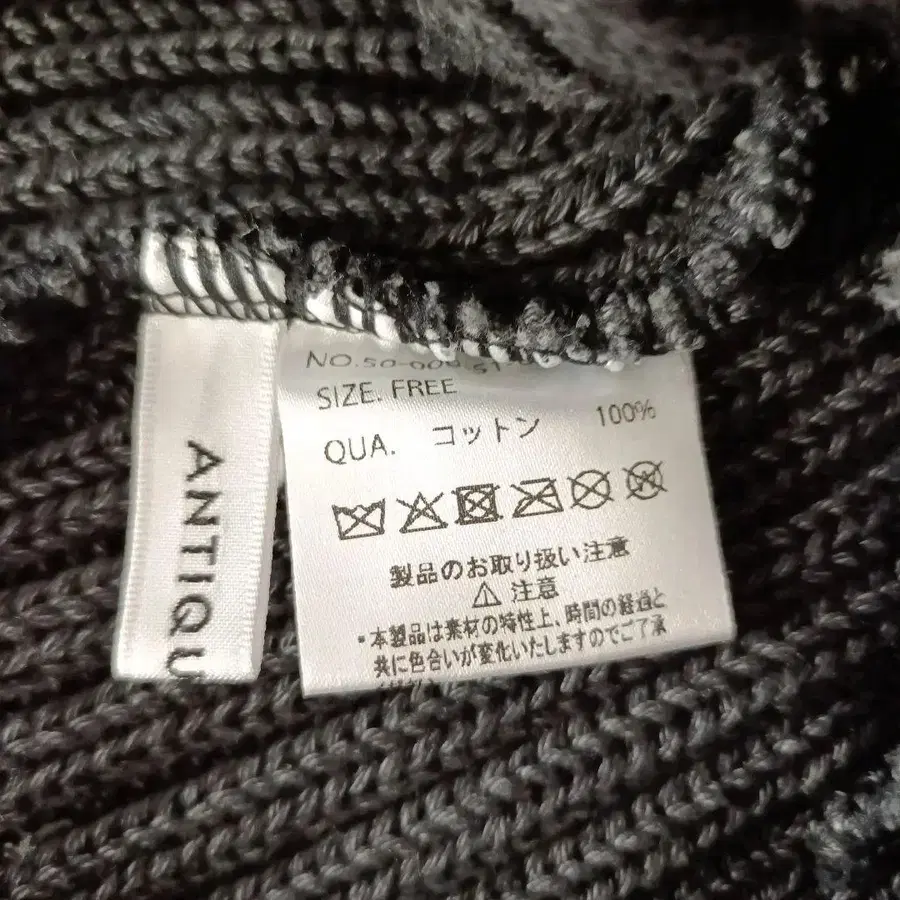 ANTIQU
SIZE. FREE
QUA. コットン 100%
製品のお取り扱い注意
注意
・本製品は素材の特性上、時間の経過と
共に色合いが変化いたしますのでご了承